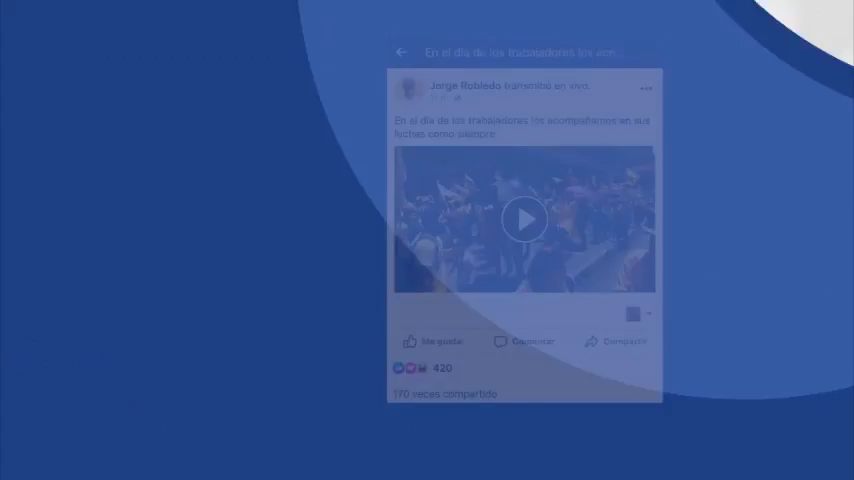 En el día de los trabajadores los aco...
Jorge Robledo transmitió en vivo.
En el día de los trabajadores los acompañamos en sus
luchas como siempre
Me gusta
Comentar
Compartir
420
170 veces compartido